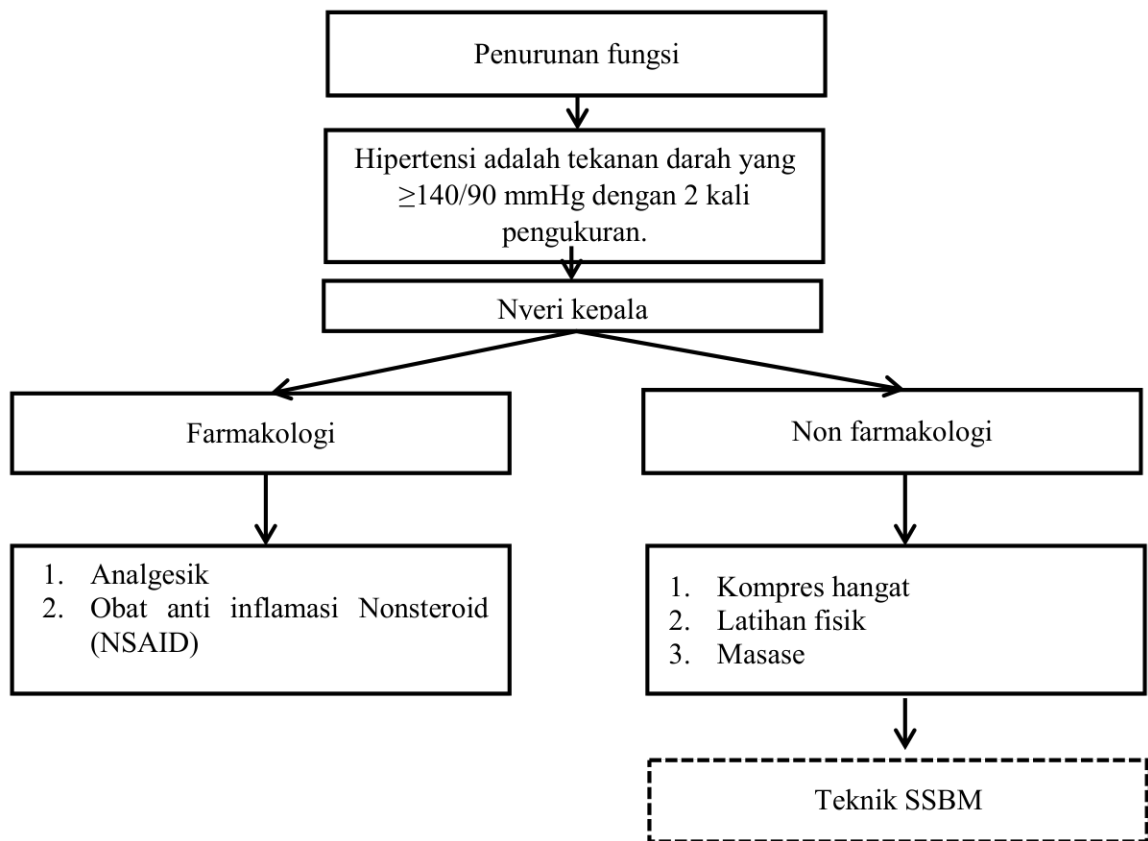 Penurunan fungsi
Hipertensi adalah tekanan darah yang
≥140/90 mmHg dengan 2 kali
pengukuran.
Nyeri kepala
Farmakologi
Non farmakologi
1. Analgesik
2. Obat anti inflamasi Nonsteroid
(NSAID)
1. Kompres hangat
2. Latihan fisik
3. Masase
Teknik SSBM